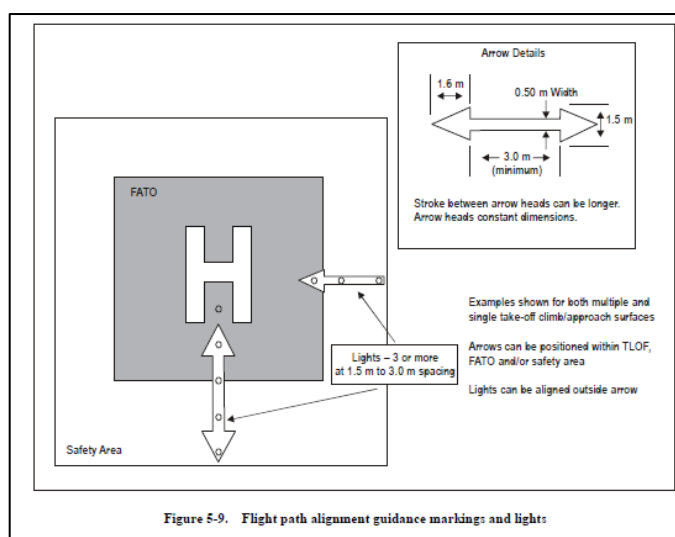 Arrow Details
1.6 m
0.50 m Width
1.5 m
3.0 m
(minimum)
Stroke between arrow heads can be longer.
Arrow heads constant dimensions.
FATO
H
Examples shown for both multiple and
single take-off climb/approach surfaces
Arrows can be positioned within TLOF,
FATO and/or safety area
Lights – 3 or more
at 1.5 m to 3.0 m spacing
Lights can be aligned outside arrow
Safety Area
Figure 5-9. Flight path alignment guidance markings and lights